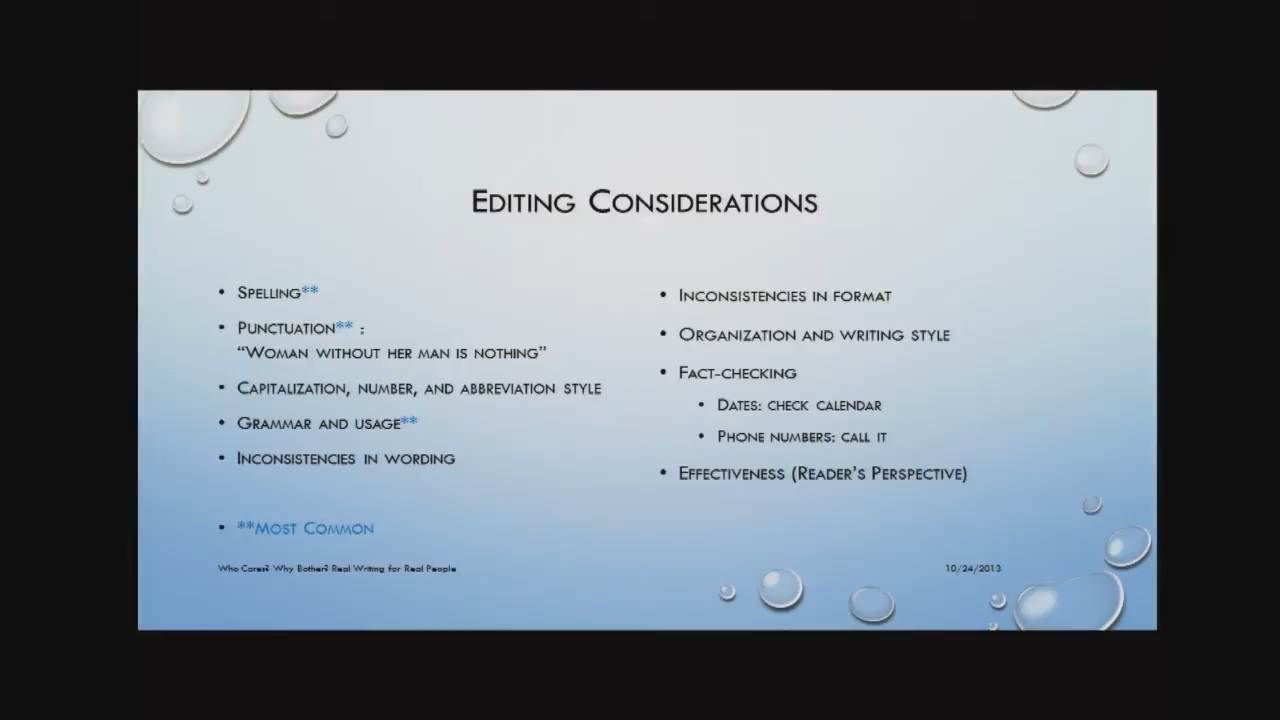 Editing Considerations
• Spelling**
• Punctuation** :
“Woman without her man is nothing”
• Capitalization, number, and abbreviation style
• Grammar and usage**
• Inconsistencies in wording
• **Most Common
• Inconsistencies in format
• Organization and writing style
• Fact-checking
• Dates: check calendar
• Phone numbers: call it
• Effectiveness (Reader’s Perspective)
Who Cares? Why Bother? Real Writing for Real People
10/24/2013